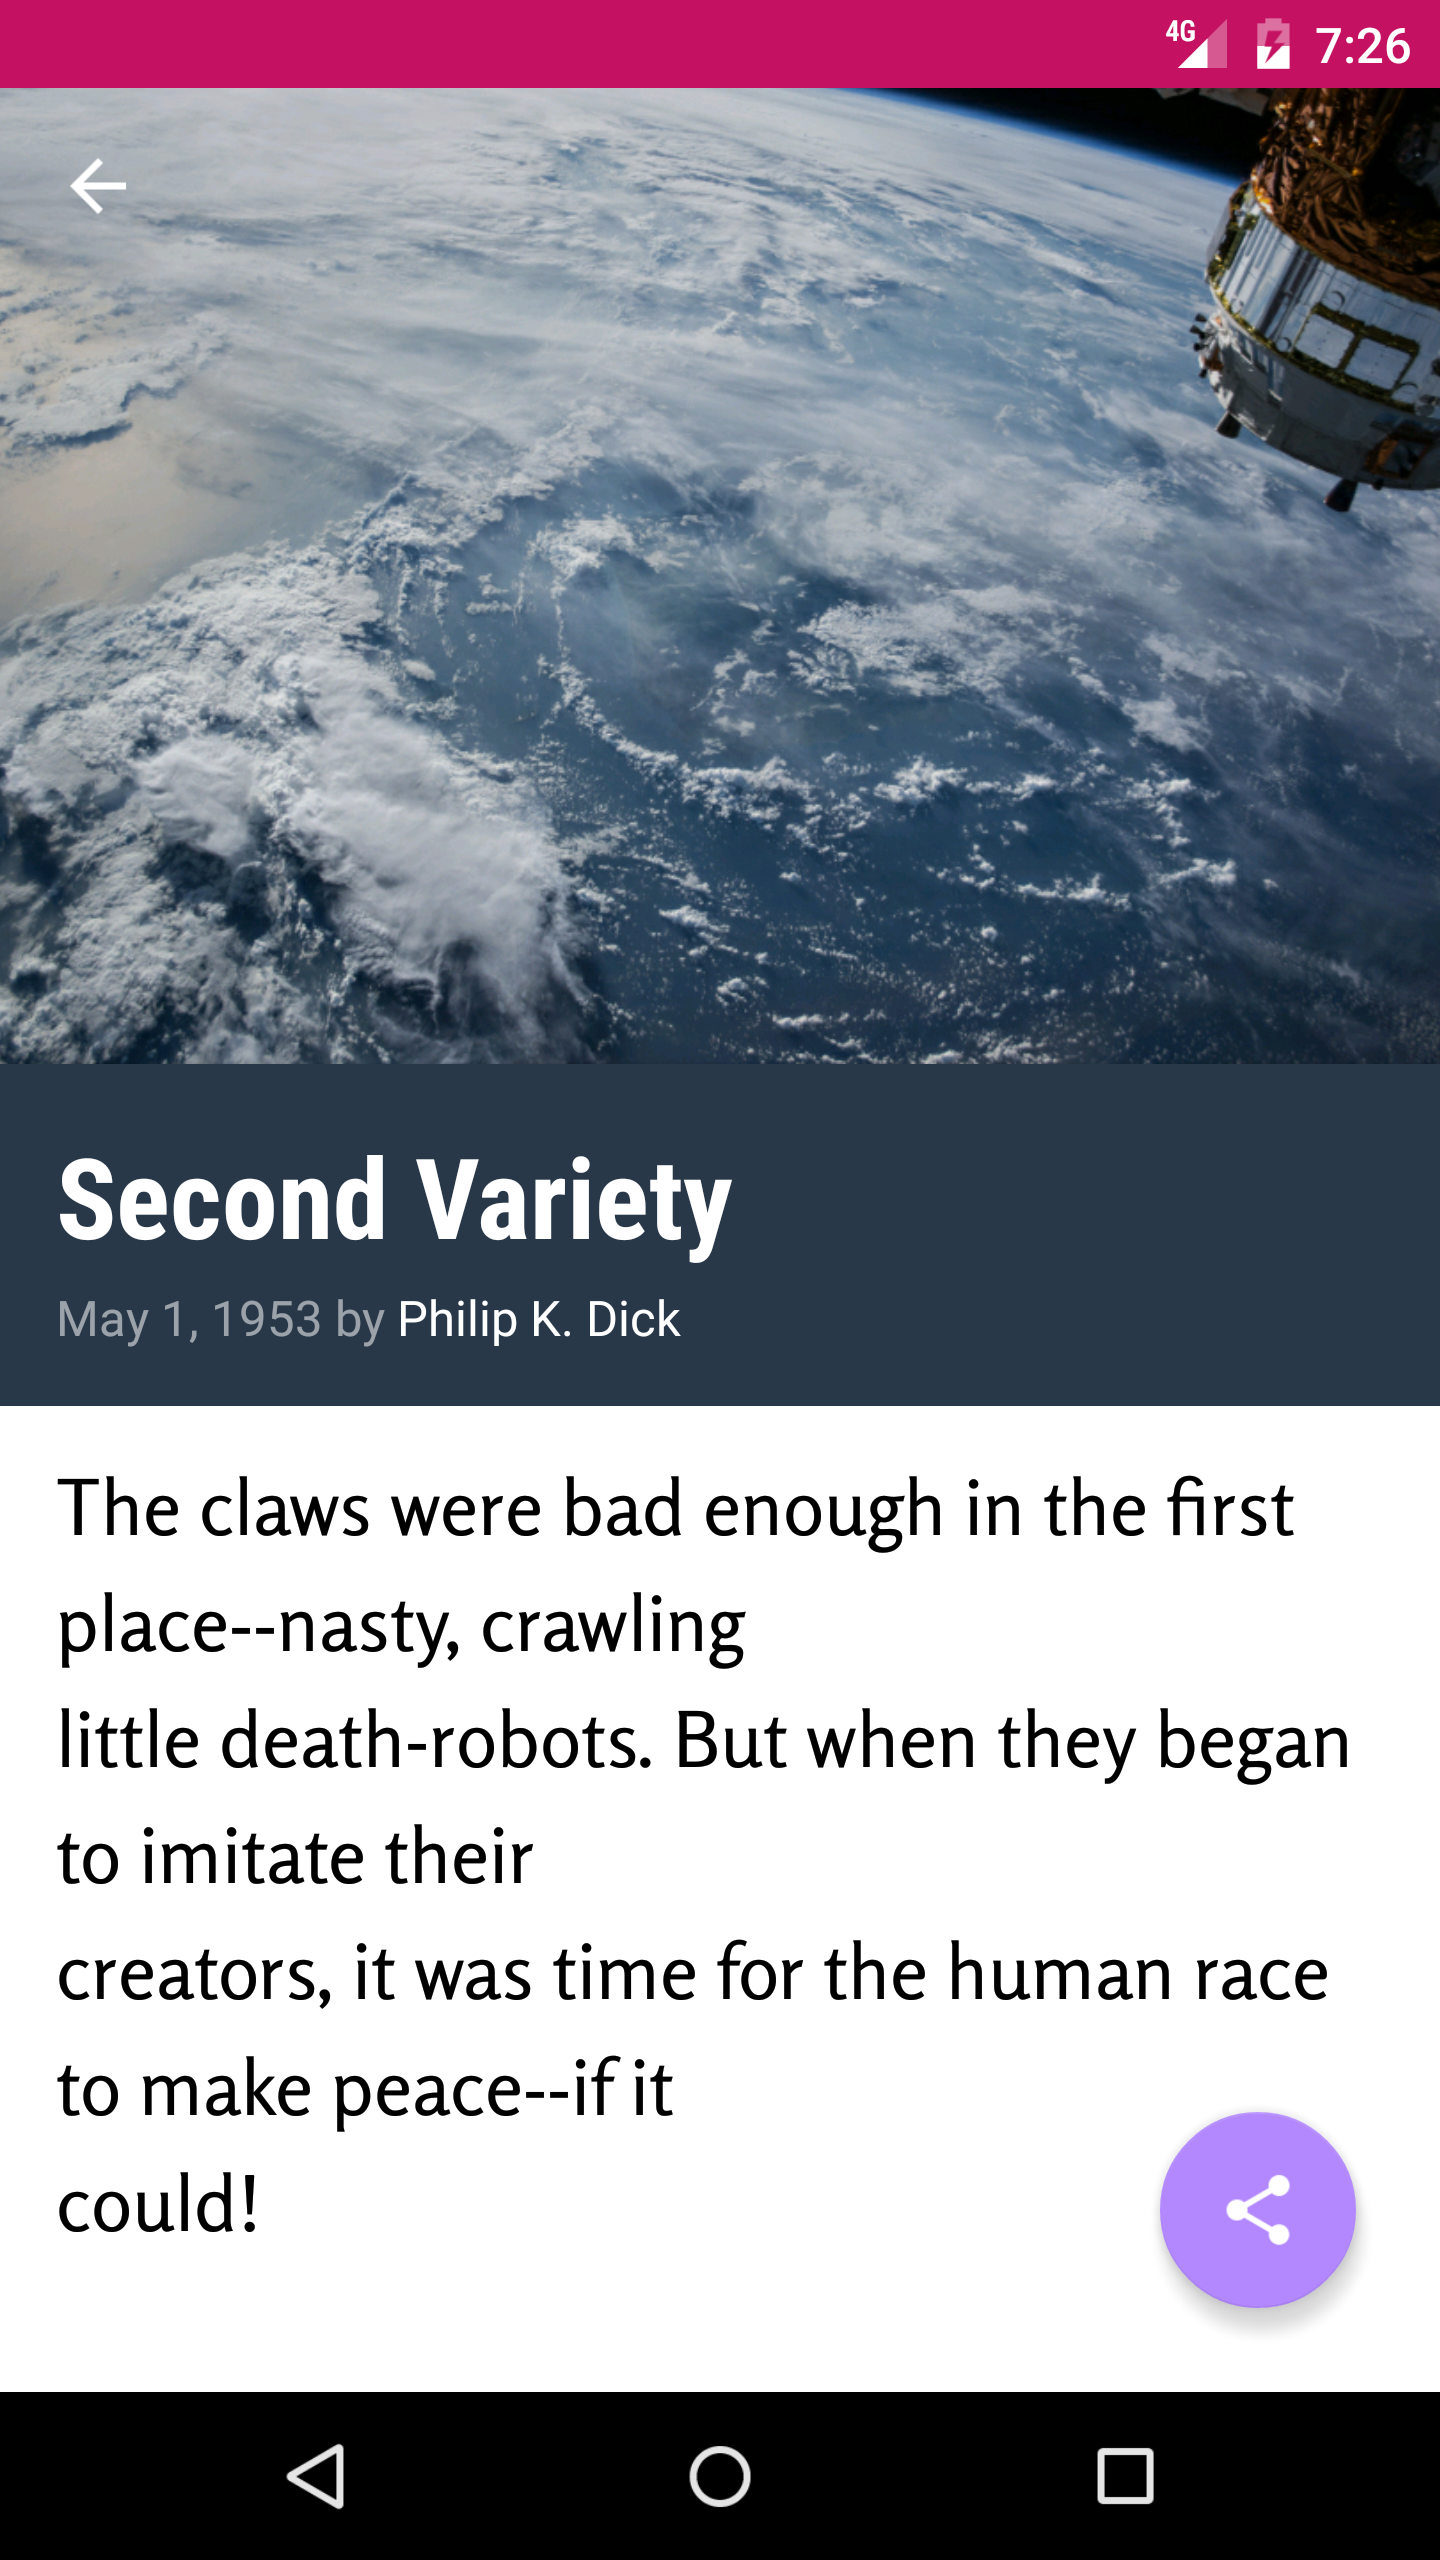 4G 7:26
Second Variety
May 1, 1953 by Philip K. Dick
The claws were bad enough in the first
place--nasty, crawling
little death-robots. But when they began
to imitate their
creators, it was time for the human race
to make peace--if it
could!